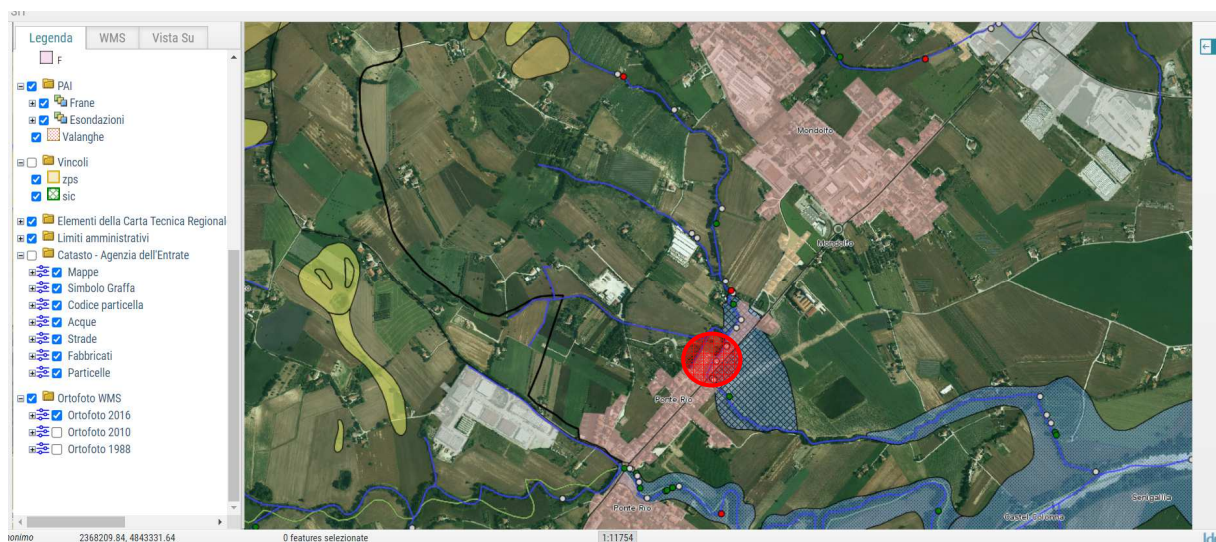 SIT
Legenda WMS Vista Su
F
PAI
Frane
Esondazioni
Valanghe
Vincoli
zps
sic
Elementi della Carta Tecnica Regional
Limiti amministrativi
Catasto - Agenzia dell'Entrate
Mappe
Simbolo Graffa
Codice particella
Acque
Strade
Fabbricati
Particelle
Ortofoto WMS
Ortofoto 2016
Ortofoto 2010
Ortofoto 1988
Mondolfo
Mondolfo
Ponte Rio
Ponte Rio
Senigallia
Castel Colonna
onimo 2368209.84, 4843331.64 0 features selezionate 1:11754